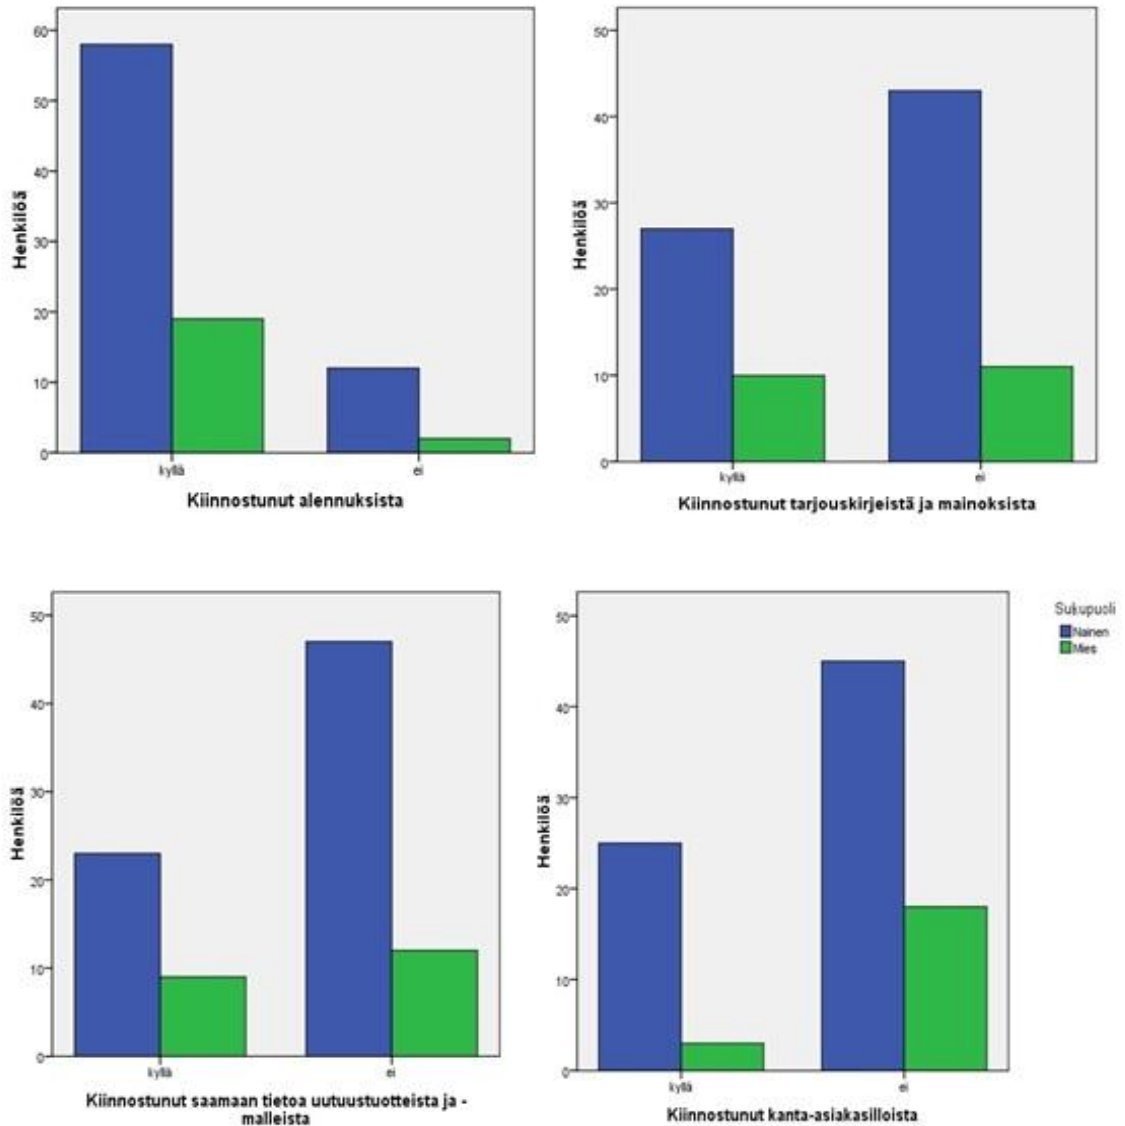 60
50
40
30
20
10
0
Henkilöä
kyllä
ei
Kiinnostunut alennuksista
50
40
30
20
10
0
Henkilöä
kyllä
ei
Kiinnostunut tarjouskirjeistä ja mainoksista
50
40
30
20
10
0
Henkilöä
kyllä
ei
Kiinnostunut saamaan tietoa uutuustuotteista ja -
malleista
50
40
30
20
10
0
Henkilöä
kyllä
ei
Kiinnostunut kanta-asiakasilloista
Sukupuoli
Nainen
Mies